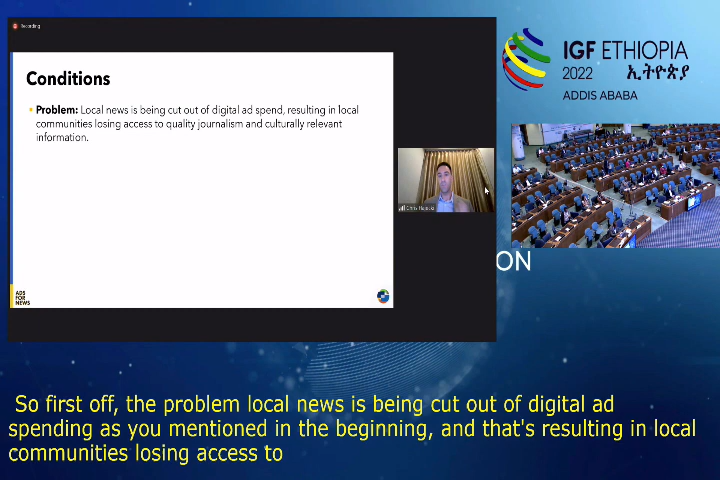 Recording
Conditions
• Problem: Local news is being cut out of digital ad spend, resulting in local
communities losing access to quality journalism and culturally relevant
information.
ADS
FOR
NEWS
IGF ETHIOPIA
2022 ኢትዮጵያ
ADDIS ABABA
ON
So first off, the problem local news is being cut out of digital ad
spending as you mentioned in the beginning, and that's resulting in local
communities losing access to